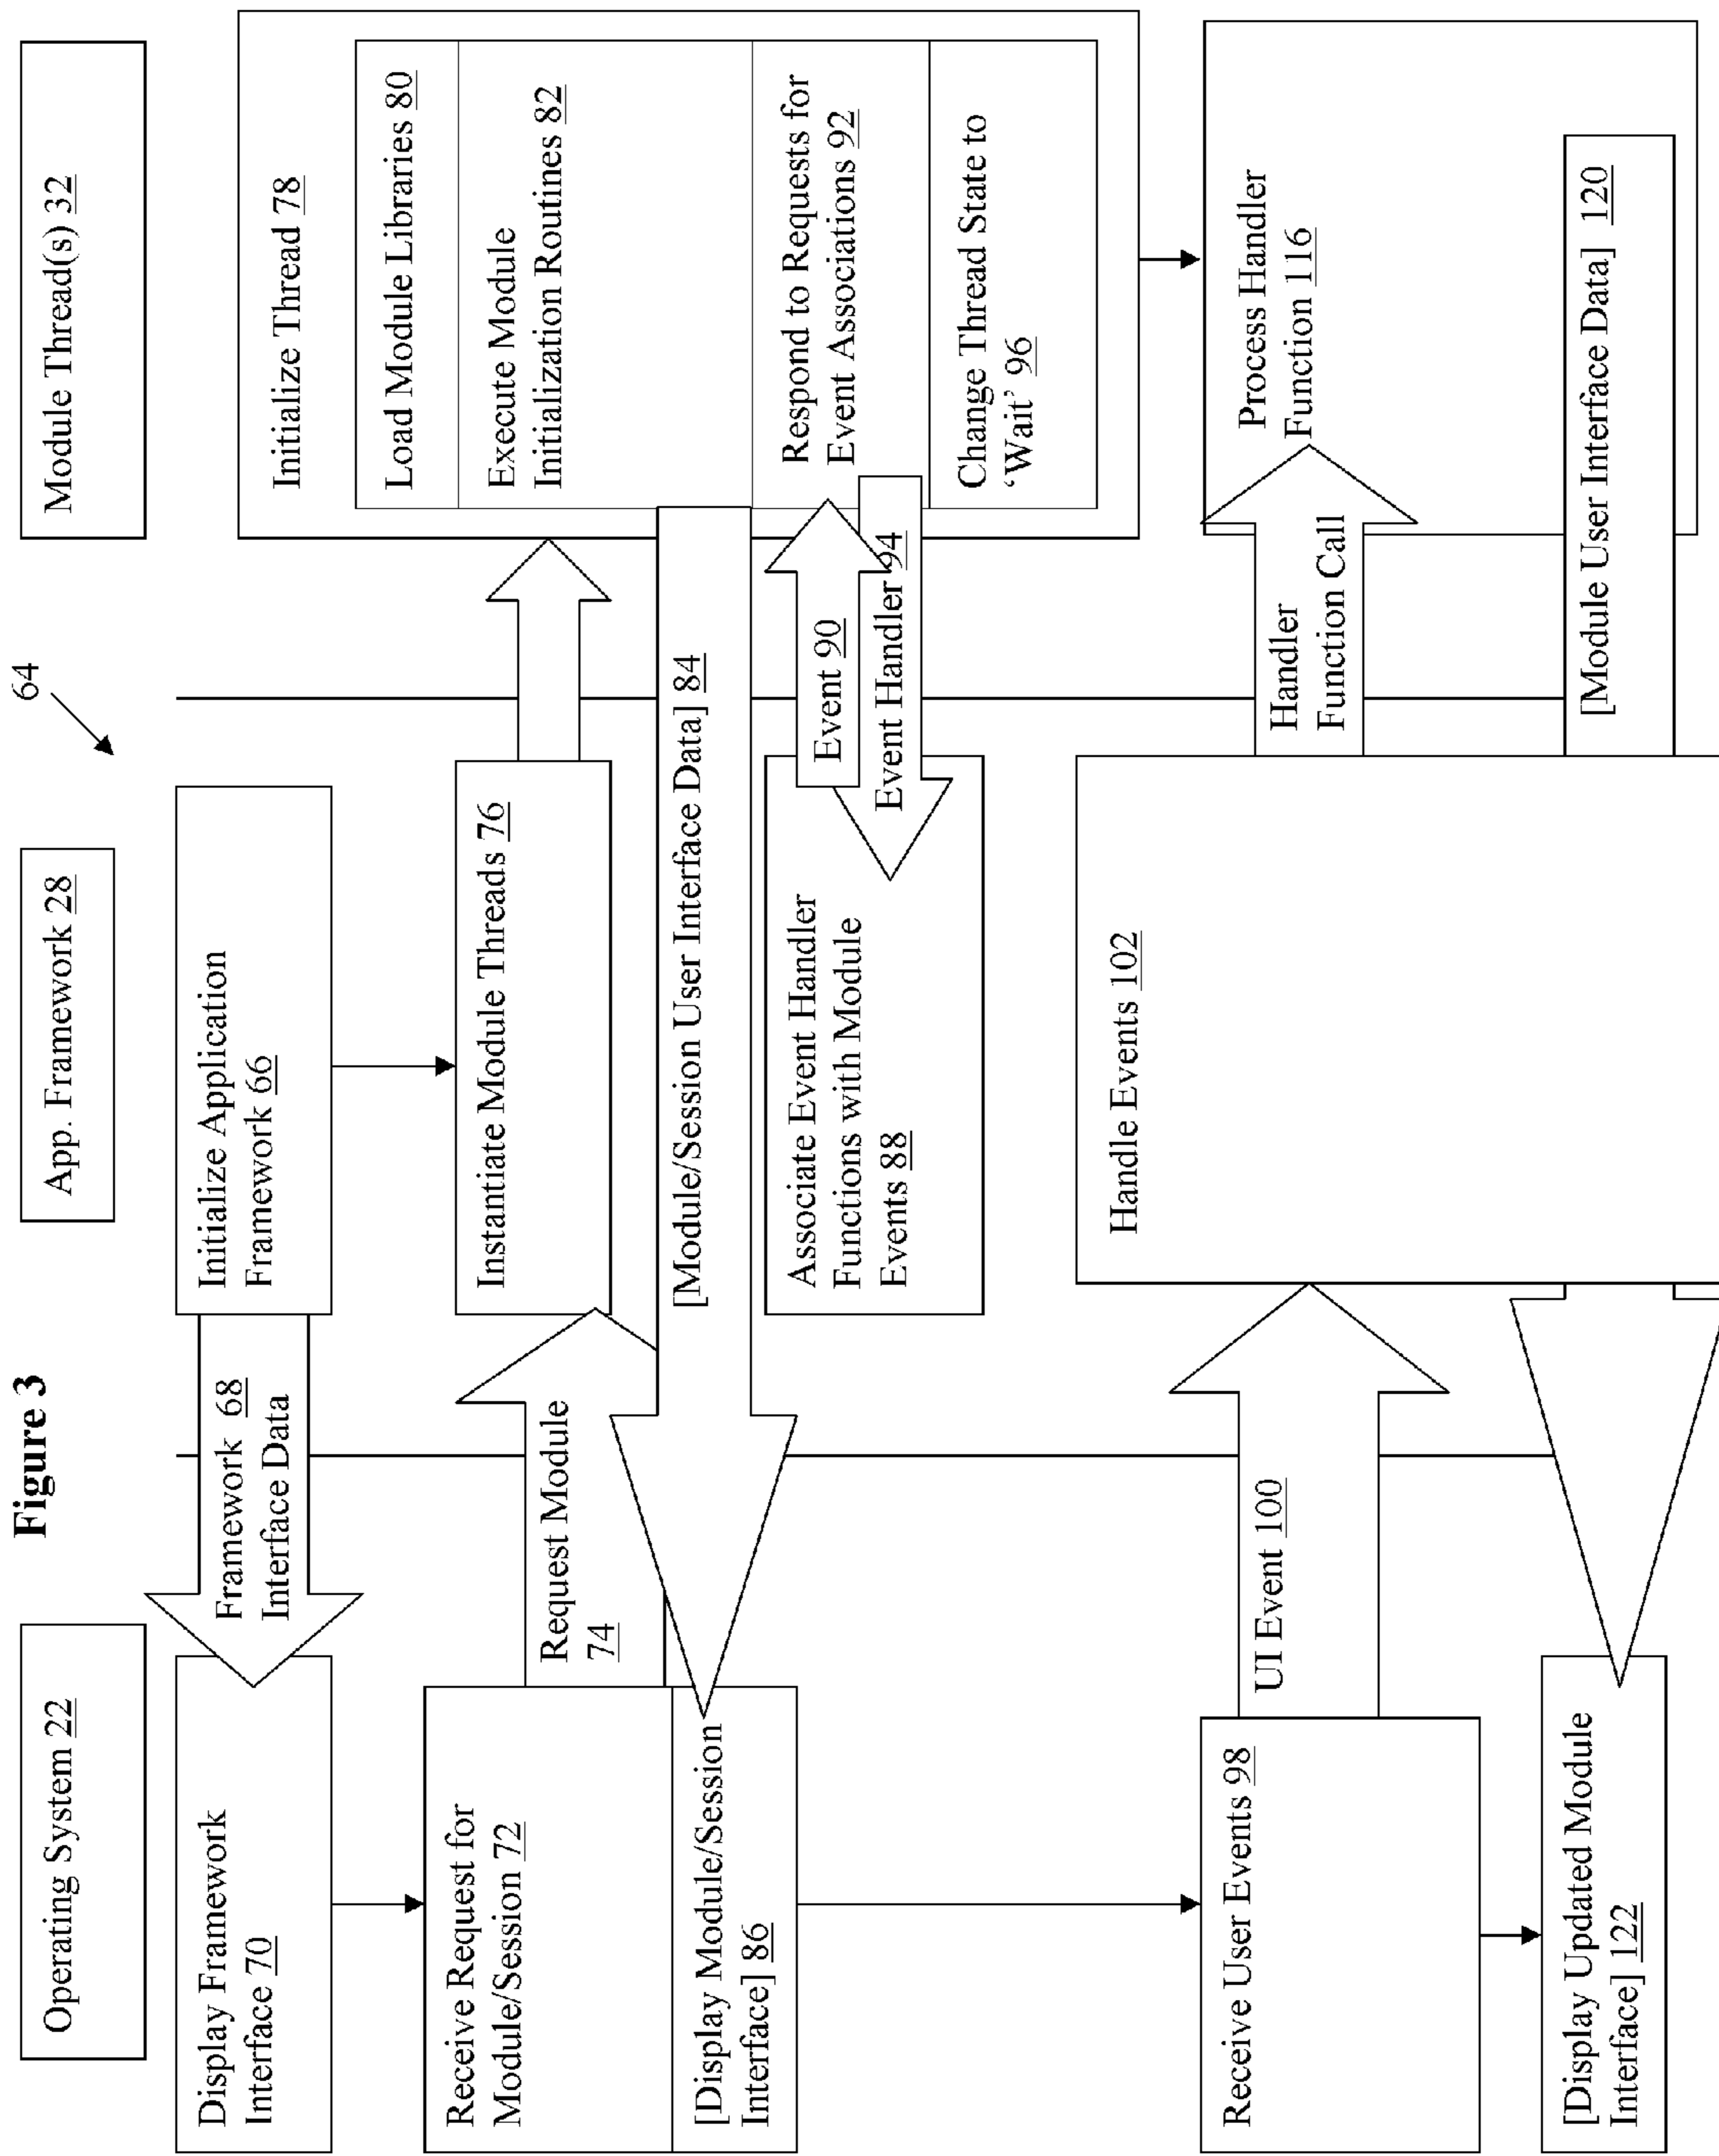 Figure 3
64
Operating System 22
App. Framework 28
Module Thread(s) 32
Display Framework
Interface 70
Framework 68
Interface Data
Initialize Application
Framework 66
Initialize Thread 78
Load Module Libraries 80
Receive Request for
Module/Session 72
Request Module
74
Instantiate Module Threads 76
Execute Module
Initialization Routines 82
[Display Module/Session
Interface] 86
[Module/Session User Interface Data] 84
Associate Event Handler
Functions with Module
Events 88
Event 90
Event Handler 94
Respond to Requests for
Event Associations 92
Change Thread State to
‘Wait’ 96
Receive User Events 98
UI Event 100
Handle Events 102
Handler
Function Call
Process Handler
Function 116
[Display Updated Module
Interface] 122
[Module User Interface Data] 120